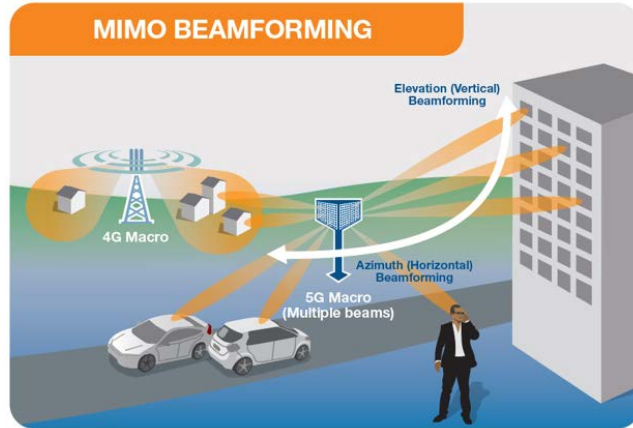 MIMO BEAMFORMING
Elevation (Vertical)
Beamforming
4G Macro
Azimuth (Horizontal)
Beamforming
5G Macro
(Multiple beams)